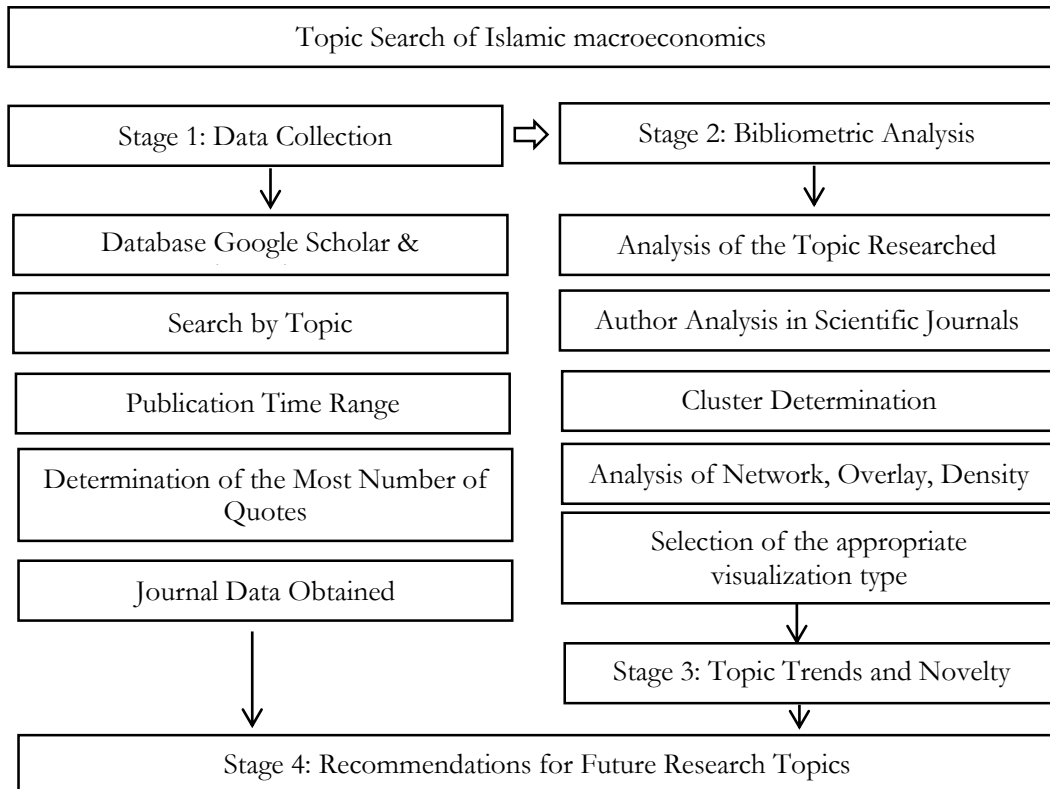 Topic Search of Islamic macroeconomics
Stage 1: Data Collection
Database Google Scholar &
Search by Topic
Publication Time Range
Determination of the Most Number of
Quotes
Journal Data Obtained
Stage 2: Bibliometric Analysis
Analysis of the Topic Researched
Author Analysis in Scientific Journals
Cluster Determination
Analysis of Network, Overlay, Density
Selection of the appropriate
visualization type
Stage 3: Topic Trends and Novelty
Stage 4: Recommendations for Future Research Topics